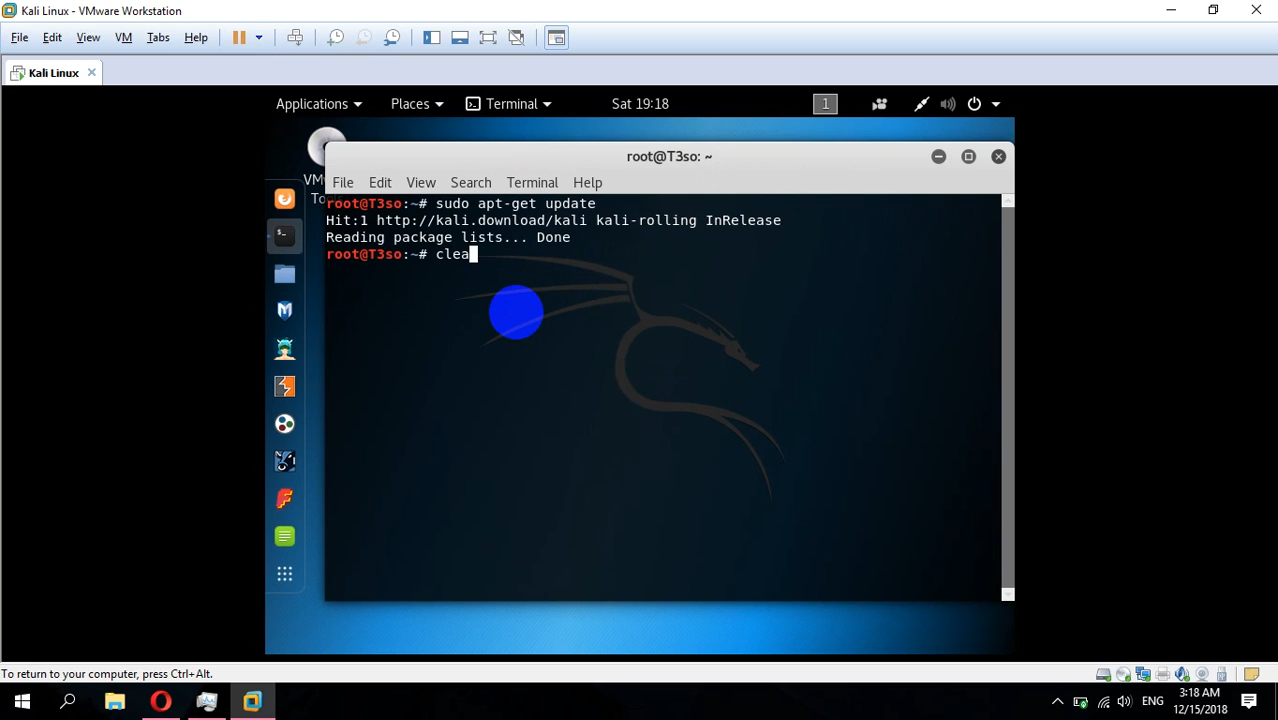 Kali Linux - VMware Workstation
File Edit View VM Tabs Help
Kali Linux
Applications Places Terminal Sat 19:18 1
VM
To
root@T3so: ~
File Edit View Search Terminal Help
root@T3so:~# sudo apt-get update
Hit:1 http://kali.download/kali kali-rolling InRelease
Reading package lists... Done
root@T3so:~# clea
To return to your computer, press Ctrl+Alt.
ENG
3:18 AM
12/15/2018